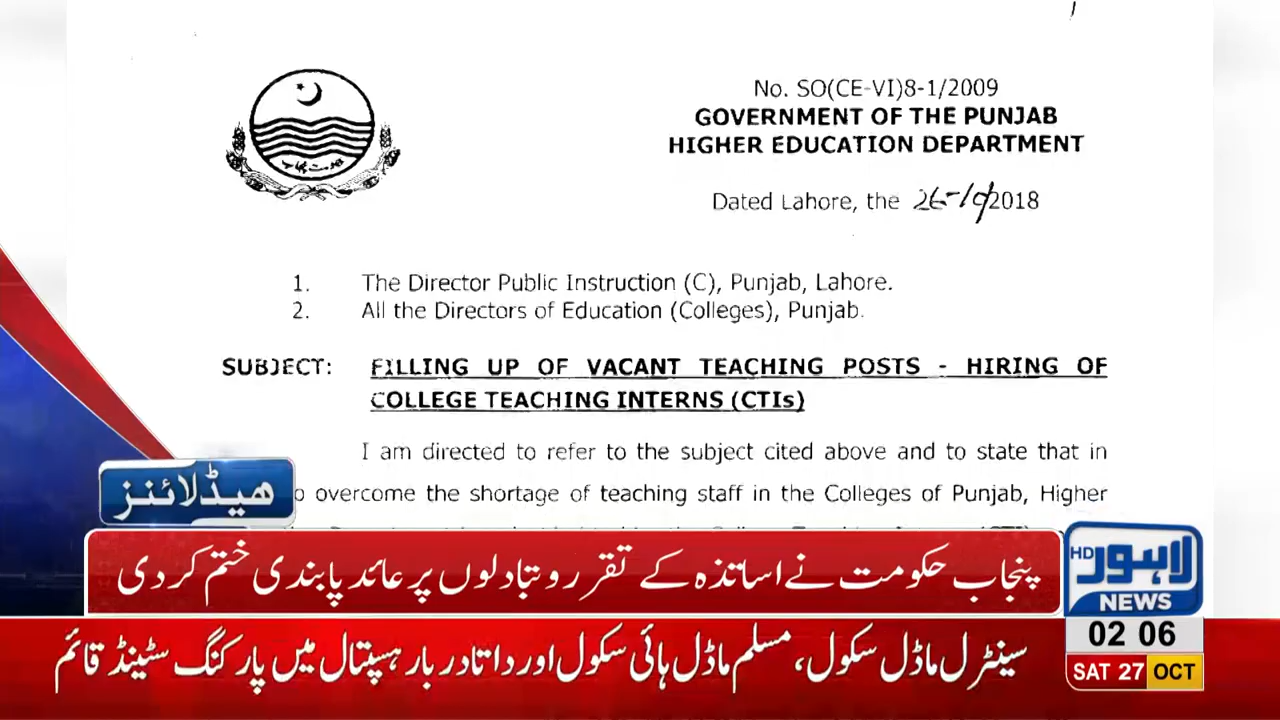 حکومت پنجاب
No. SO(CE-VI)8-1/2009
GOVERNMENT OF THE PUNJAB
HIGHER EDUCATION DEPARTMENT
Dated Lahore, the 26-10/2018
1. The Director Public Instruction (C), Punjab, Lahore.
2. All the Directors of Education (Colleges), Punjab.
SUBJECT: FILLING UP OF VACANT TEACHING POSTS - HIRING OF
COLLEGE TEACHING INTERNS (CTIs)
I am directed to refer to the subject cited above and to state that in
overcome the shortage of teaching staff in the Colleges of Punjab, Higher
ھیڈلائنز
پنجاب حکومت نے اساتذہ کے تقرر و تبادلوں پر عائد پابندی ختم کر دی
سینٹرل ماڈل سکول، مسلم ماڈل ہائی سکول اور داتا دربار ہسپتال میں پارکنگ سٹینڈ قائم
لاہور HD
NEWS
02 06
SAT 27 OCT